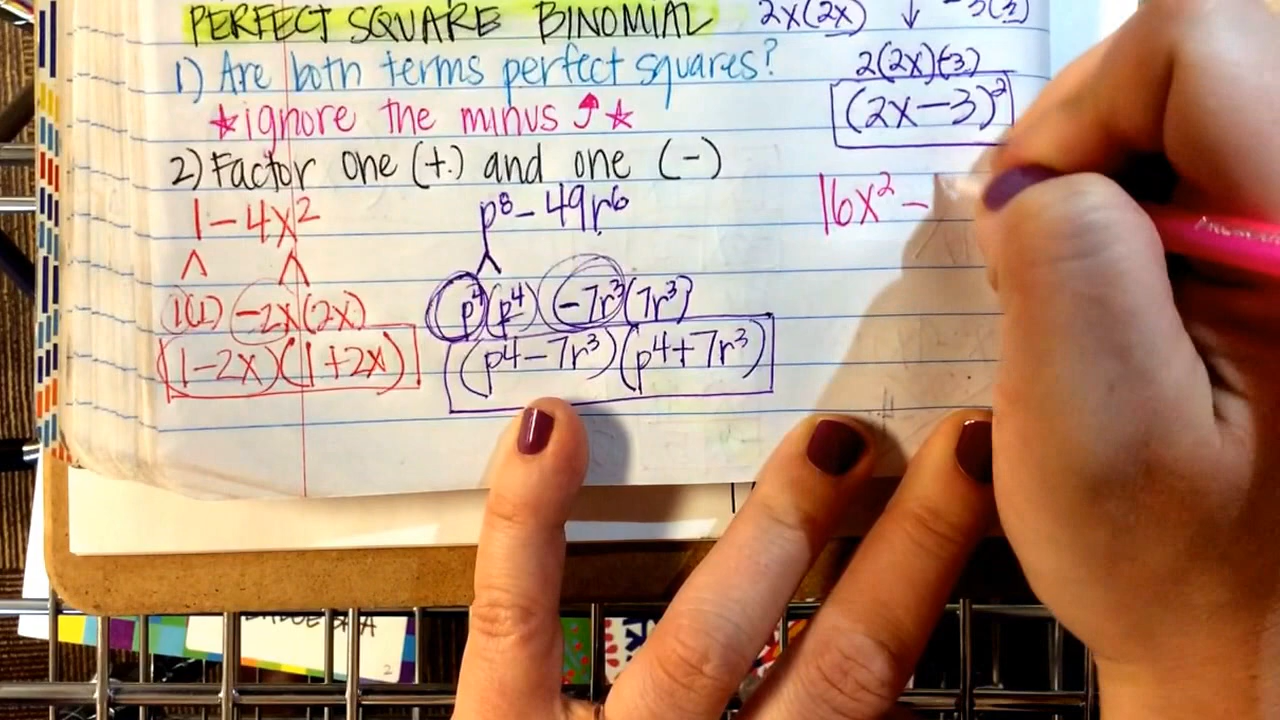 PERFECT SQUARE BINOMIAL
1) Are both terms perfect squares?
★ignore the minus ⤴★
2) Factor one (+) and one (-)
1-4x²
1(1) -2x(2x)
(1-2x)(1+2x)
p⁸-49r⁶
p⁴(p⁴) -7r³(7r³)
(p⁴-7r³)(p⁴+7r³)
2x(2x) ↓ -3(3)
2(2x)(-3)
(2x-3)²
16x²-
2